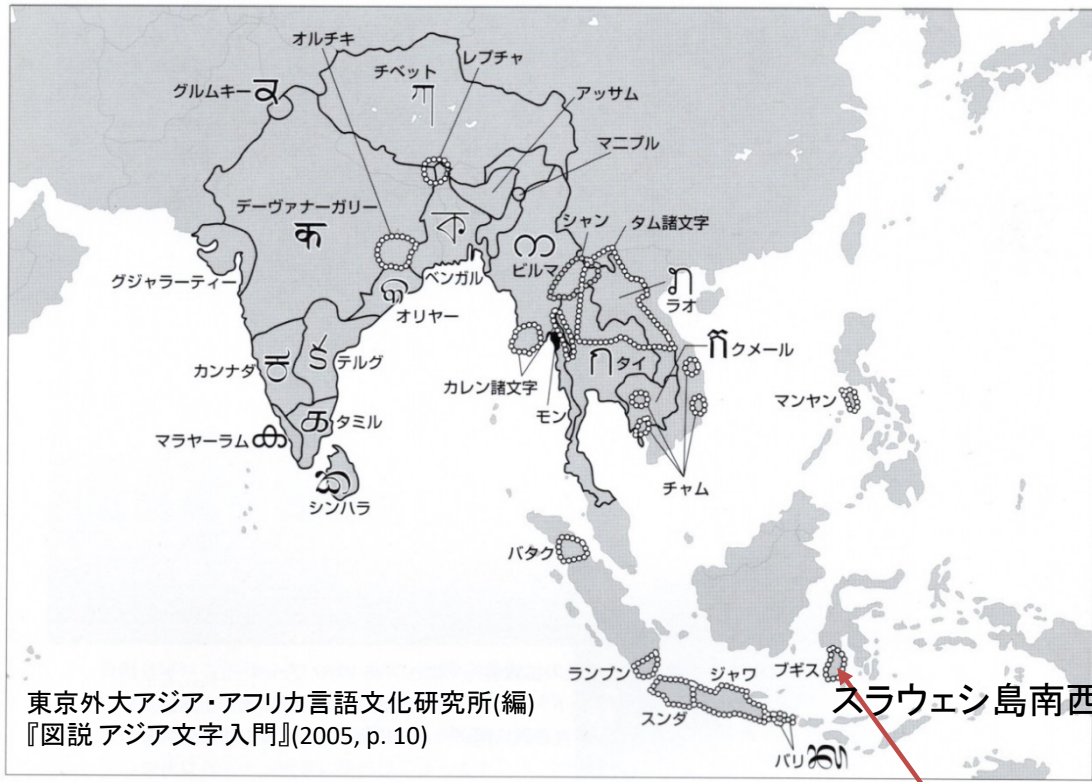 オルチキ
レプチャ
チベット
འ
グルムキー
アッサム
マニプル
デーヴァナーガリー
क
シャン
タム諸文字
က
ビルマ
ベンガル
グジャラーティー
オリヤー
ラオ
カンナダ
テルグ
クメール
カレン諸文字
タイ
モン
マンヤン
タミル
マラヤーラム
チャム
シンハラ
バタク
ランプン
ジャワ
ブギス
スンダ
スラウェシ島南西
バリ
東京外大アジア・アフリカ言語文化研究所(編)
『図説 アジア文字入門』(2005, p. 10)